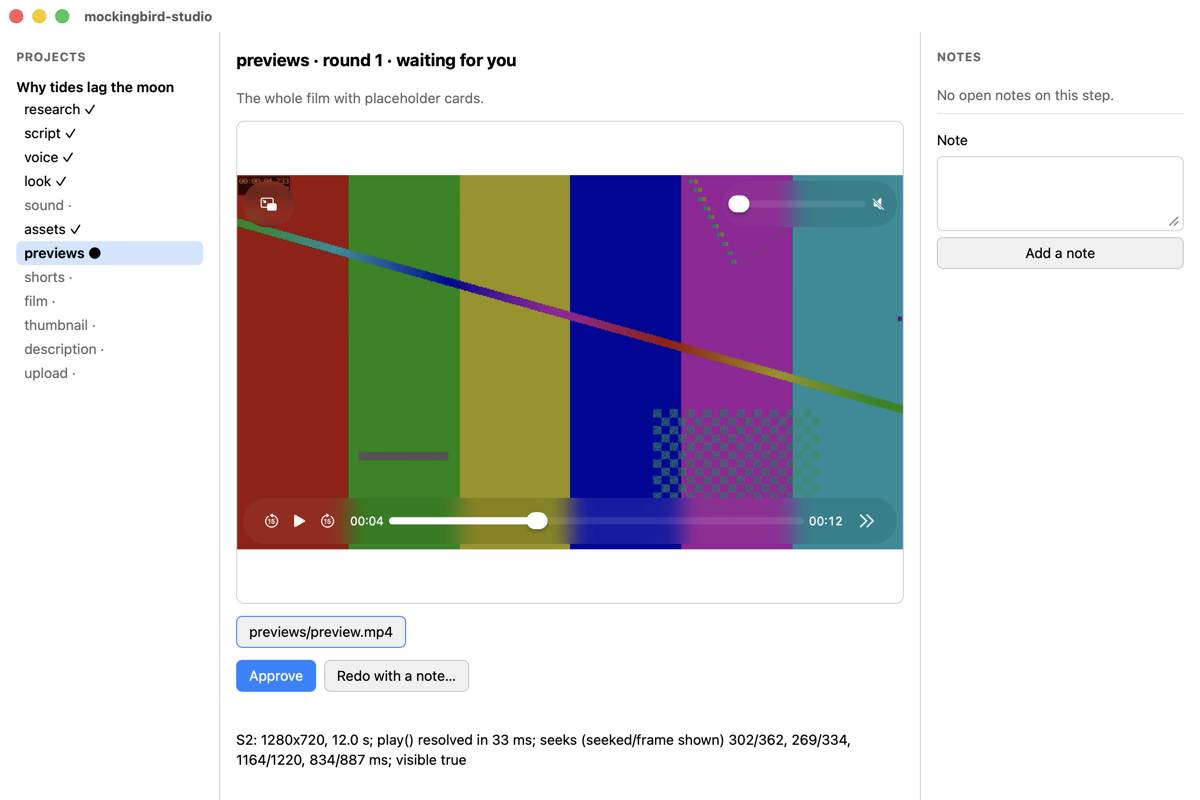 mockingbird-studio
PROJECTS
Why tides lag the moon
research ✓
script ✓
voice ✓
look ✓
sound ·
assets ✓
previews ●
shorts ·
film ·
thumbnail ·
description ·
upload ·
previews · round 1 · waiting for you
The whole film with placeholder cards.
15
15
00:04
00:12
previews/preview.mp4
Approve
Redo with a note...
S2: 1280x720, 12.0 s; play() resolved in 33 ms; seeks (seeked/frame shown) 302/362, 269/334,
1164/1220, 834/887 ms; visible true
NOTES
No open notes on this step.
Note
Add a note